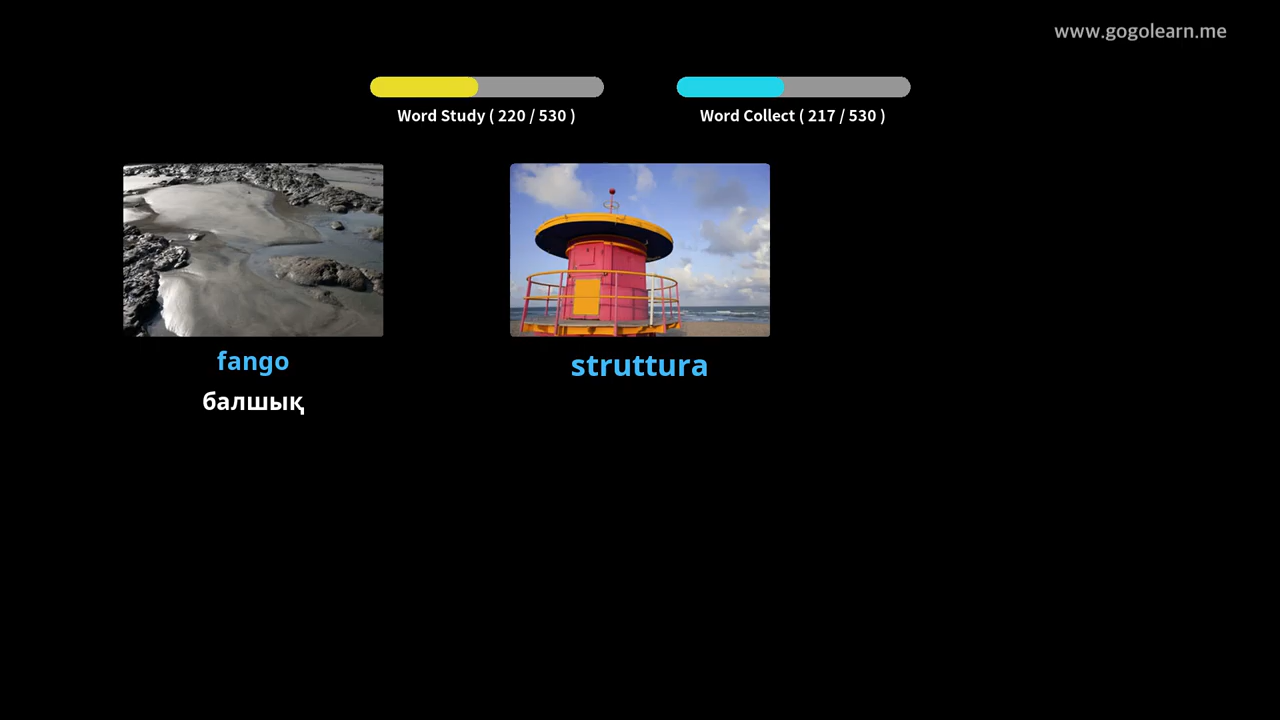 www.gogolearn.me
Word Study ( 220 / 530 )
Word Collect ( 217 / 530 )
fango
struttura
балшық